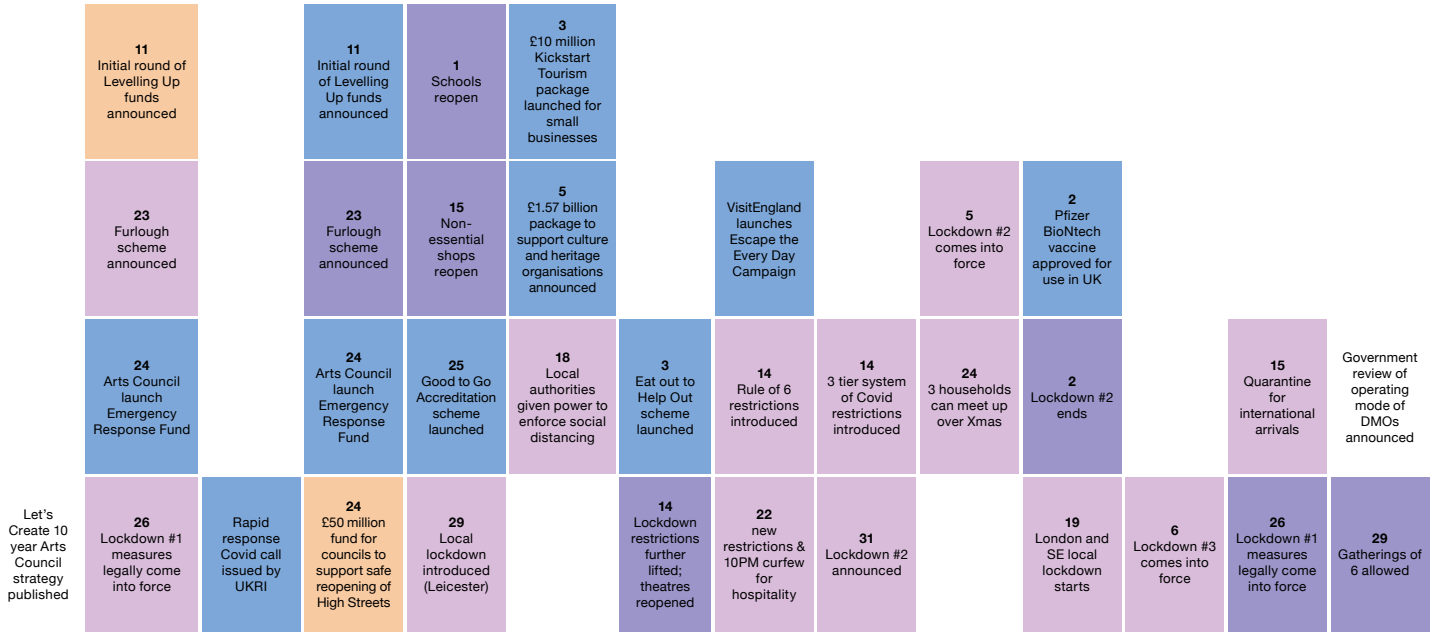 11
Initial round of
Levelling Up
funds
announced
11
Initial round
of Levelling
Up funds
announced
1
Schools
reopen
3
£10 million
Kickstart
Tourism
package
launched for
small
businesses
23
Furlough
scheme
announced
23
Furlough
scheme
announced
15
Non-
essential
shops
reopen
5
£1.57 billion
package to
support culture
and heritage
organisations
announced
VisitEngland
launches
Escape the
Every Day
Campaign
5
Lockdown #2
comes into
force
2
Pfizer
BioNtech
vaccine
approved for
use in UK
24
Arts Council
launch
Emergency
Response Fund
24
Arts Council
launch
Emergency
Response
Fund
25
Good to Go
Accreditation
scheme
launched
18
Local
authorities
given power to
enforce social
distancing
3
Eat out to
Help Out
scheme
launched
14
Rule of 6
restrictions
introduced
14
3 tier system
of Covid
restrictions
introduced
24
3 households
can meet up
over Xmas
2
Lockdown #2
ends
15
Quarantine
for
international
arrivals
Government
review of
operating
mode of
DMOs
announced
Let's
Create 10
year Arts
Council
strategy
published
26
Lockdown #1
measures
legally come
into force
Rapid
response
Covid call
issued by
UKRI
24
£50 million
fund for
councils to
support safe
reopening of
High Streets
29
Local
lockdown
introduced
(Leicester)
14
Lockdown
restrictions
further
lifted;
theatres
reopened
22
new
restrictions &
10PM curfew
for
hospitality
31
Lockdown #2
announced
19
London and
SE local
lockdown
starts
6
Lockdown #3
comes into
force
26
Lockdown #1
measures
legally come
into force
29
Gatherings of
6 allowed